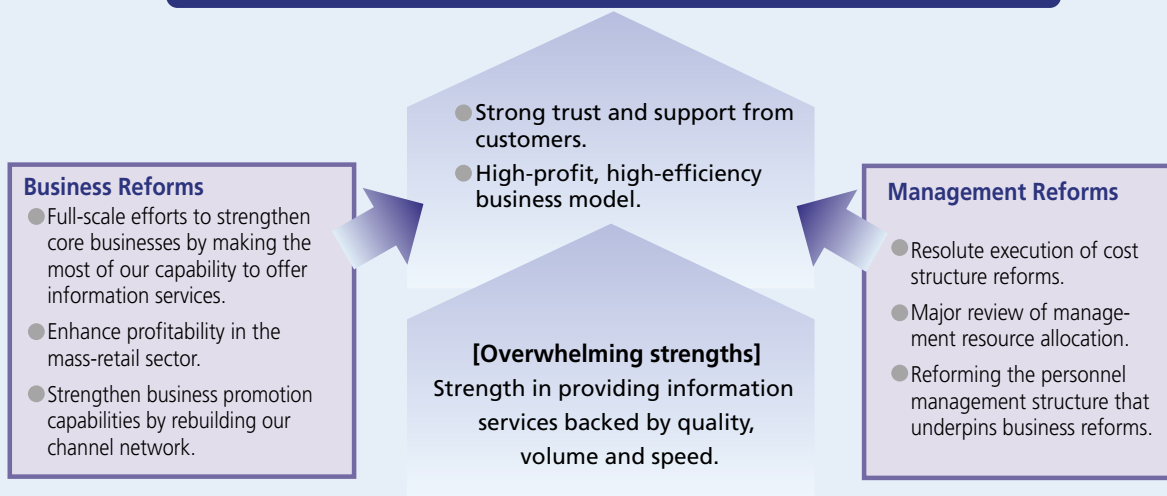 ● Strong trust and support from
customers.
● High-profit, high-efficiency
business model.
Business Reforms
● Full-scale efforts to strengthen
core businesses by making the
most of our capability to offer
information services.
● Enhance profitability in the
mass-retail sector.
● Strengthen business promotion
capabilities by rebuilding our
channel network.
[Overwhelming strengths]
Strength in providing information
services backed by quality,
volume and speed.
Management Reforms
● Resolute execution of cost
structure reforms.
● Major review of manage-
ment resource allocation.
● Reforming the personnel
management structure that
underpins business reforms.